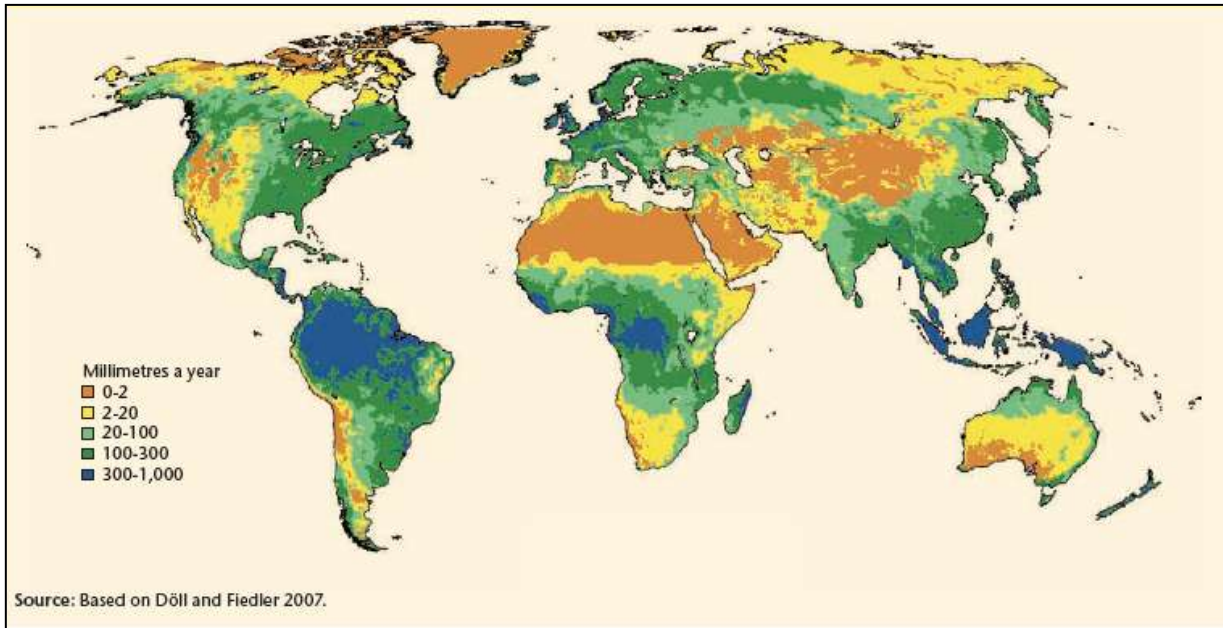 Millimetres a year
0-2
2-20
20-100
100-300
300-1,000
Source: Based on Döll and Fiedler 2007.